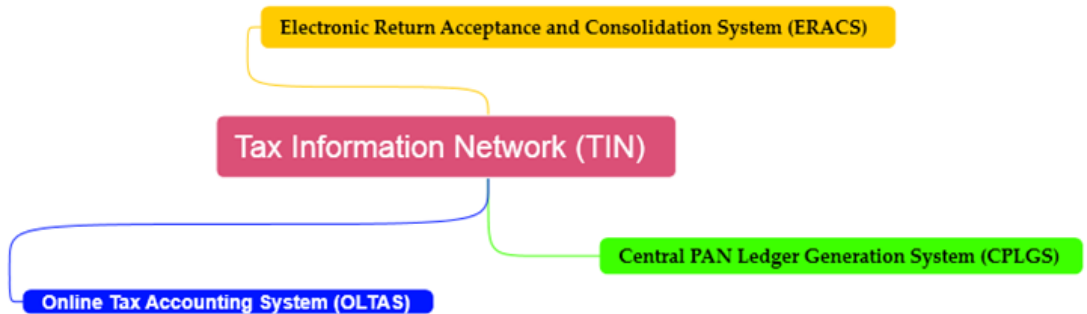 Electronic Return Acceptance and Consolidation System (ERACS)
Tax Information Network (TIN)
Central PAN Ledger Generation System (CPLGS)
Online Tax Accounting System (OLTAS)